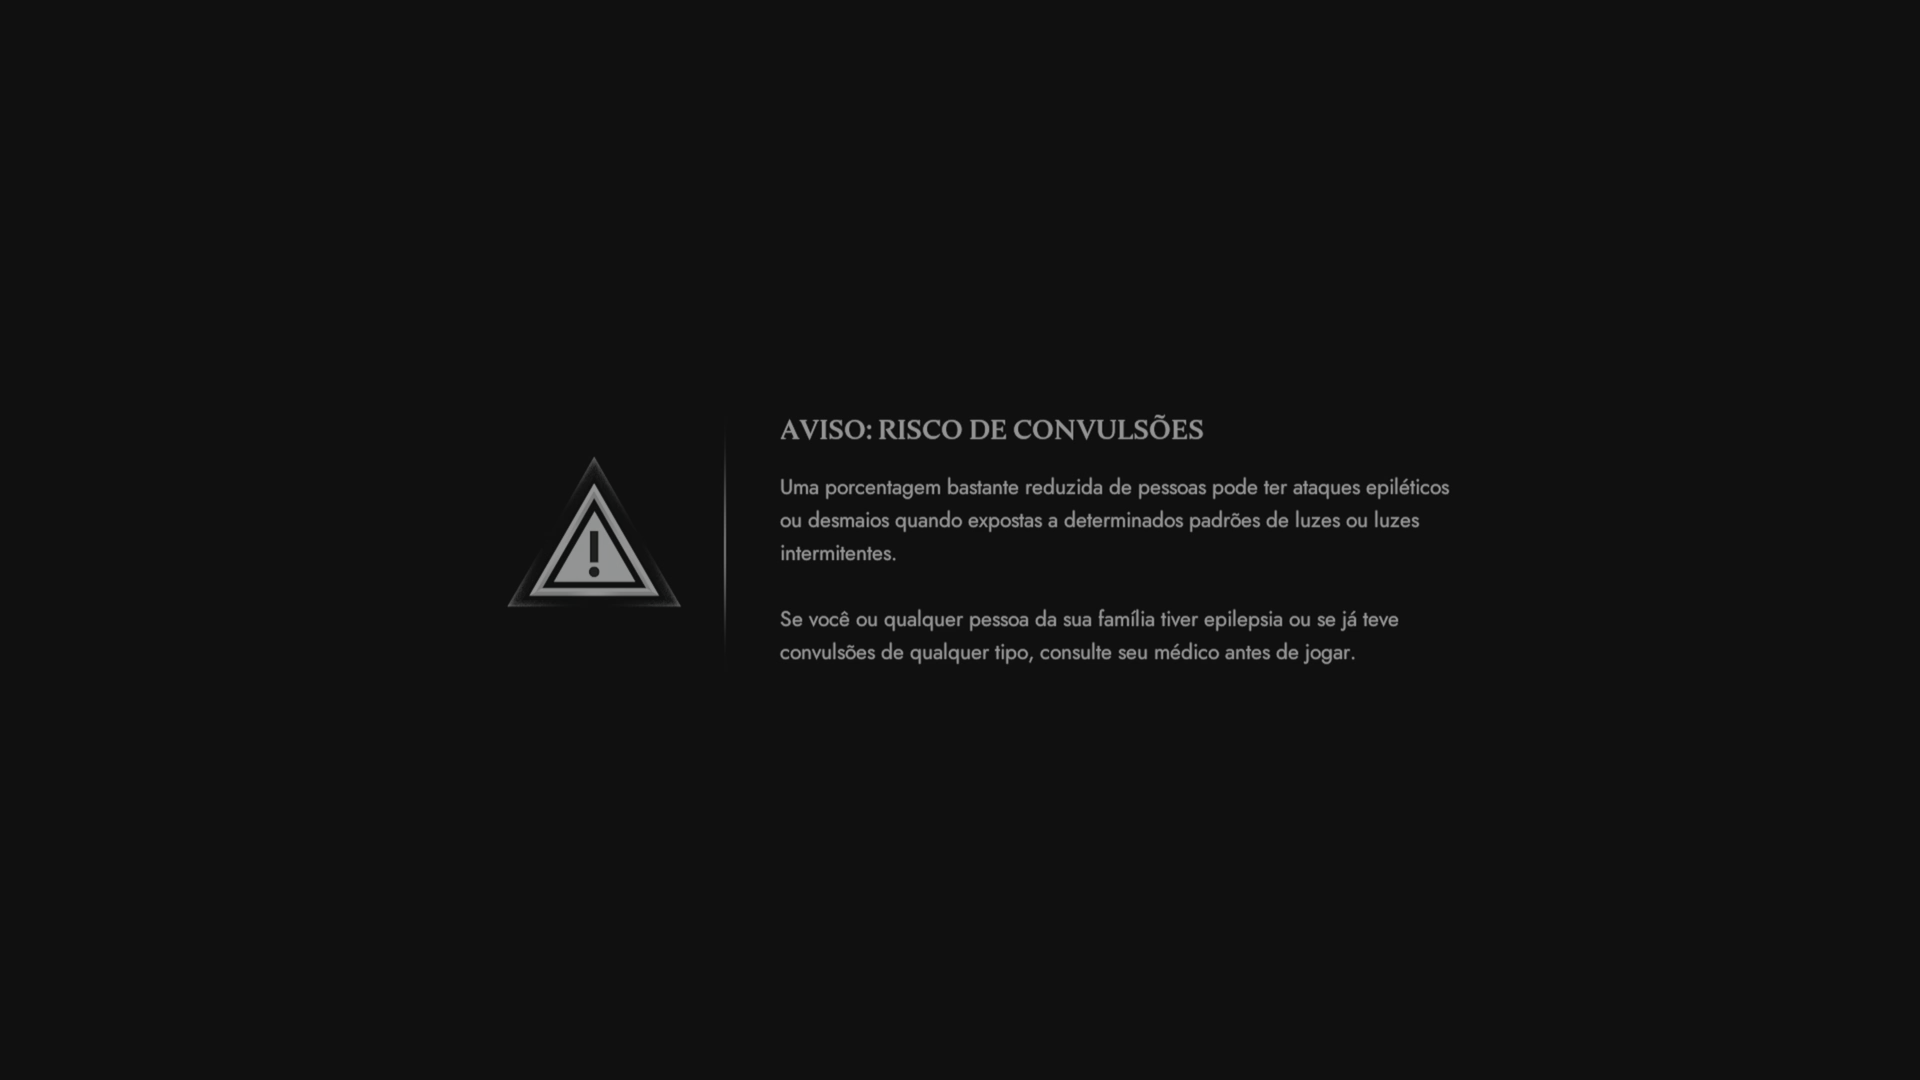 AVISO: RISCO DE CONVULSÕES
Uma porcentagem bastante reduzida de pessoas pode ter ataques epiléticos
ou desmaios quando expostas a determinados padrões de luzes ou luzes
intermitentes.
Se você ou qualquer pessoa da sua família tiver epilepsia ou se já teve
convulsões de qualquer tipo, consulte seu médico antes de jogar.